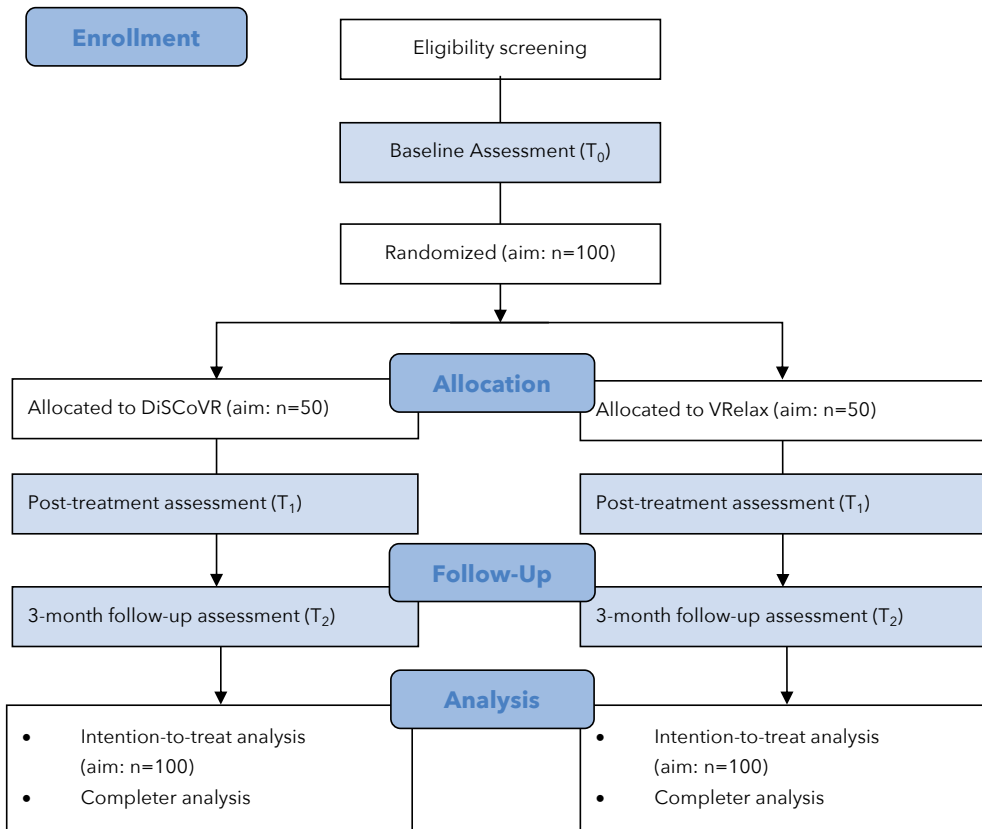 Enrollment
Eligibility screening
Baseline Assessment (T₀)
Randomized (aim: n=100)
Allocation
Allocated to DiSCoVR (aim: n=50)
Allocated to VRelax (aim: n=50)
Post-treatment assessment (T₁)
Post-treatment assessment (T₁)
Follow-Up
3-month follow-up assessment (T₂)
3-month follow-up assessment (T₂)
Analysis
• Intention-to-treat analysis
(aim: n=100)
• Completer analysis
• Intention-to-treat analysis
(aim: n=100)
• Completer analysis